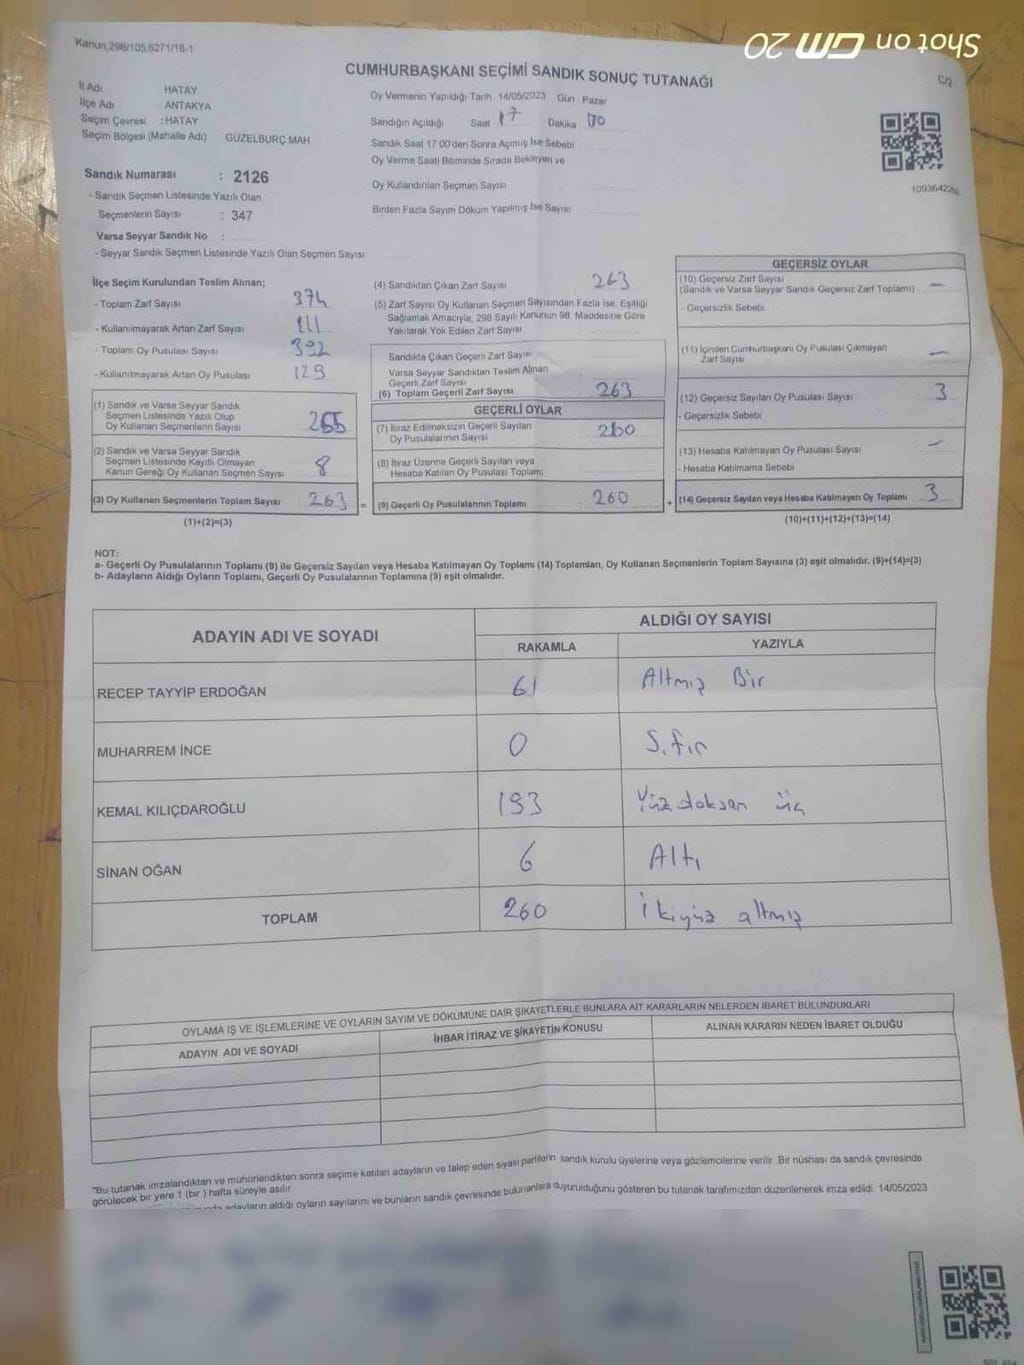 Shot on GM 20
Kanun,298/105,6271/18-1
C/2
CUMHURBAŞKANI SEÇİMİ SANDIK SONUÇ TUTANAĞI
İl Adı HATAY
İlçe Adı : ANTAKYA
Seçim Çevresi : HATAY
Seçim Bölgesi (Mahalle Adı) GÜZELBURÇ MAH
Sandık Numarası : 2126
- Sandık Seçmen Listesinde Yazılı Olan
Seçmenlerin Sayısı : 347
Varsa Seyyar Sandık No :
- Seyyar Sandık Seçmen Listesinde Yazılı Olan Seçmen Sayısı
Oy Vermenin Yapıldığı Tarih 14/05/2023 Gün Pazar
Sandığın Açıldığı Saat 17 Dakika 00
Sandık Saat 17:00'den Sonra Açımış İse Sebebi
Oy Verme Saati Bitiminde Sırada Bekleyen ve
Oy Kullandırılan Seçmen Sayısı
Birden Fazla Sayım Döküm Yapılmış İse Sayısı
İlçe Seçim Kurulundan Teslim Alınan;
- Toplam Zarf Sayısı 374
- Kullanılmayarak Artan Zarf Sayısı 111
- Toplam Oy Pusulası Sayısı 392
- Kullanılmayarak Artan Oy Pusulası 129
(1) Sandık ve Varsa Seyyar Sandık
Seçmen Listesinde Yazılı Olup
Oy Kullanan Seçmenlerin Sayısı 255
(2) Sandık ve Varsa Seyyar Sandık
Seçmen Listesinde Kayıtlı Olmayan
Kanun Gereği Oy Kullanan Seçmen Sayısı 8
(3) Oy Kullanan Seçmenlerin Toplam Sayısı 263 =
(1)+(2)=(3)
(4) Sandıktan Çıkan Zarf Sayısı 263
(5) Zarf Sayısı Oy Kullanan Seçmen Sayısından Fazla İse, Eşitliği
Sağlamak Amacıyla; 298 Sayılı Kanunun 98. Maddesine Göre
Yakılarak Yok Edilen Zarf Sayısı
Sandıkta Çıkan Geçerli Zarf Sayısı
Varsa Seyyar Sandıktan Teslim Alınan
Geçerli Zarf Sayısı
(6) Toplam Geçerli Zarf Sayısı 263
GEÇERLİ OYLAR
(7) İtiraz Edilmeksizin Geçerli Sayılan
Oy Pusulalarının Sayısı 260
(8) İtiraz Üzerine Geçerli Sayılan veya
Hesaba Katılan Oy Pusulası Toplamı
(9) Geçerli Oy Pusulalarının Toplamı 260 +
GEÇERSİZ OYLAR
(10) Geçersiz Zarf Sayısı
(Sandık ve Varsa Seyyar Sandık Geçersiz Zarf Toplamı) –
- Geçersizlik Sebebi
(11) İçinden Cumhurbaşkanı Oy Pusulası Çıkmayan
Zarf Sayısı –
(12) Geçersiz Sayılan Oy Pusulası Sayısı 3
- Geçersizlik Sebebi
(13) Hesaba Katılmayan Oy Pusulası Sayısı –
- Hesaba Katılmama Sebebi
(14) Geçersiz Sayılan veya Hesaba Katılmayan Oy Toplamı 3
(10)+(11)+(12)+(13)=(14)
NOT:
a- Geçerli Oy Pusulalarının Toplamı (9) ile Geçersiz Sayılan veya Hesaba Katılmayan Oy Toplamı (14) Toplamları, Oy Kullanan Seçmenlerin Toplam Sayısına (3) eşit olmalıdır. (9)+(14)=(3)
b- Adayların Aldığı Oyların Toplamı, Geçerli Oy Pusulalarının Toplamına (9) eşit olmalıdır.
ADAYIN ADI VE SOYADI ALDIĞI OY SAYISI
RAKAMLA YAZIYLA
RECEP TAYYİP ERDOĞAN 61 Altmış Bir
MUHARREM İNCE 0 Sıfır
KEMAL KILIÇDAROĞLU 193 Yüz doksan üç
SİNAN OĞAN 6 Altı
TOPLAM 260 İkiyüz altmış
OYLAMA İŞ VE İŞLEMLERİNE VE OYLARIN SAYIM VE DÖKÜMÜNE DAİR ŞİKAYETLERLE BUNLARA AİT KARARLARIN NELERDEN İBARET BULUNDUKLARI
ADAYIN ADI VE SOYADI İHBAR İTİRAZ VE ŞİKAYETİN KONUSU ALINAN KARARIN NEDEN İBARET OLDUĞU
"Bu tutanak imzalandıktan ve mühürlendikten sonra seçime katılan adayların ve talep eden siyasi partilerin sandık kurulu üyelerine veya gözlemcilerine verilir. Bir nüshası da sandık çevresinde
görülecek bir yere 1 (bir) hafta süreyle asılır.
adayların aldığı oyların sayılarını ve bunların sandık çevresinde bulunanlara duyurulduğunu gösteren bu tutanak tarafımızdan düzenlenerek imza edildi. 14/05/2023